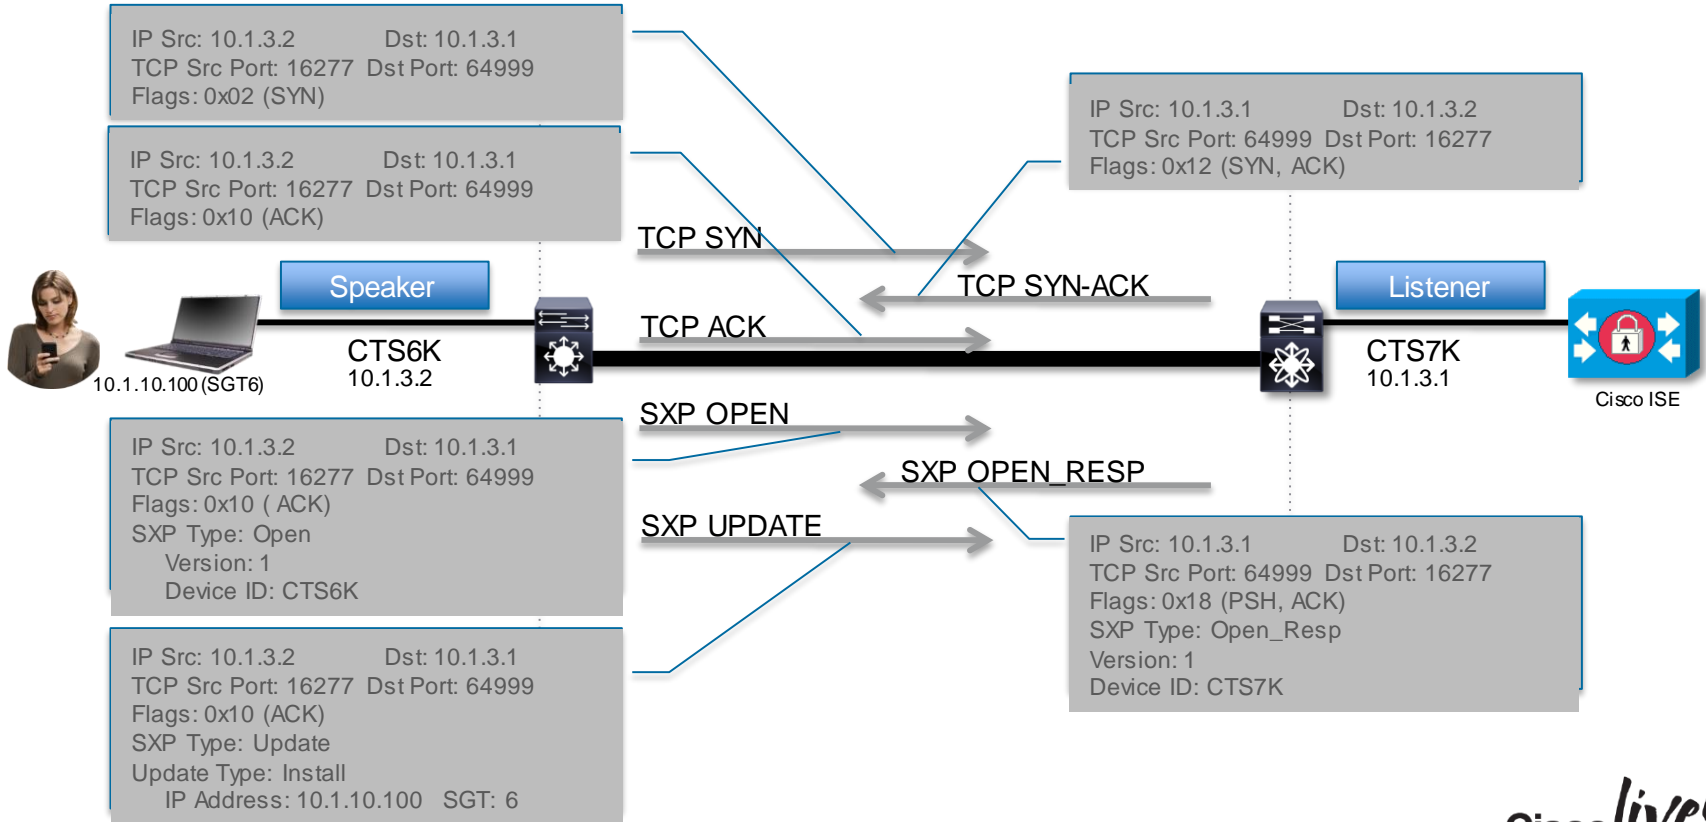 IP Src: 10.1.3.2 Dst: 10.1.3.1
TCP Src Port: 16277 Dst Port: 64999
Flags: 0x02 (SYN)
IP Src: 10.1.3.2 Dst: 10.1.3.1
TCP Src Port: 16277 Dst Port: 64999
Flags: 0x10 (ACK)
IP Src: 10.1.3.1 Dst: 10.1.3.2
TCP Src Port: 64999 Dst Port: 16277
Flags: 0x12 (SYN, ACK)
TCP SYN
TCP SYN-ACK
TCP ACK
Speaker
Listener
CTS6K
10.1.3.2
CTS7K
10.1.3.1
10.1.10.100 (SGT6)
Cisco ISE
SXP OPEN
SXP OPEN_RESP
SXP UPDATE
IP Src: 10.1.3.2 Dst: 10.1.3.1
TCP Src Port: 16277 Dst Port: 64999
Flags: 0x10 ( ACK)
SXP Type: Open
Version: 1
Device ID: CTS6K
IP Src: 10.1.3.1 Dst: 10.1.3.2
TCP Src Port: 64999 Dst Port: 16277
Flags: 0x18 (PSH, ACK)
SXP Type: Open_Resp
Version: 1
Device ID: CTS7K
IP Src: 10.1.3.2 Dst: 10.1.3.1
TCP Src Port: 16277 Dst Port: 64999
Flags: 0x10 (ACK)
SXP Type: Update
Update Type: Install
IP Address: 10.1.10.100 SGT: 6
Cisco live!